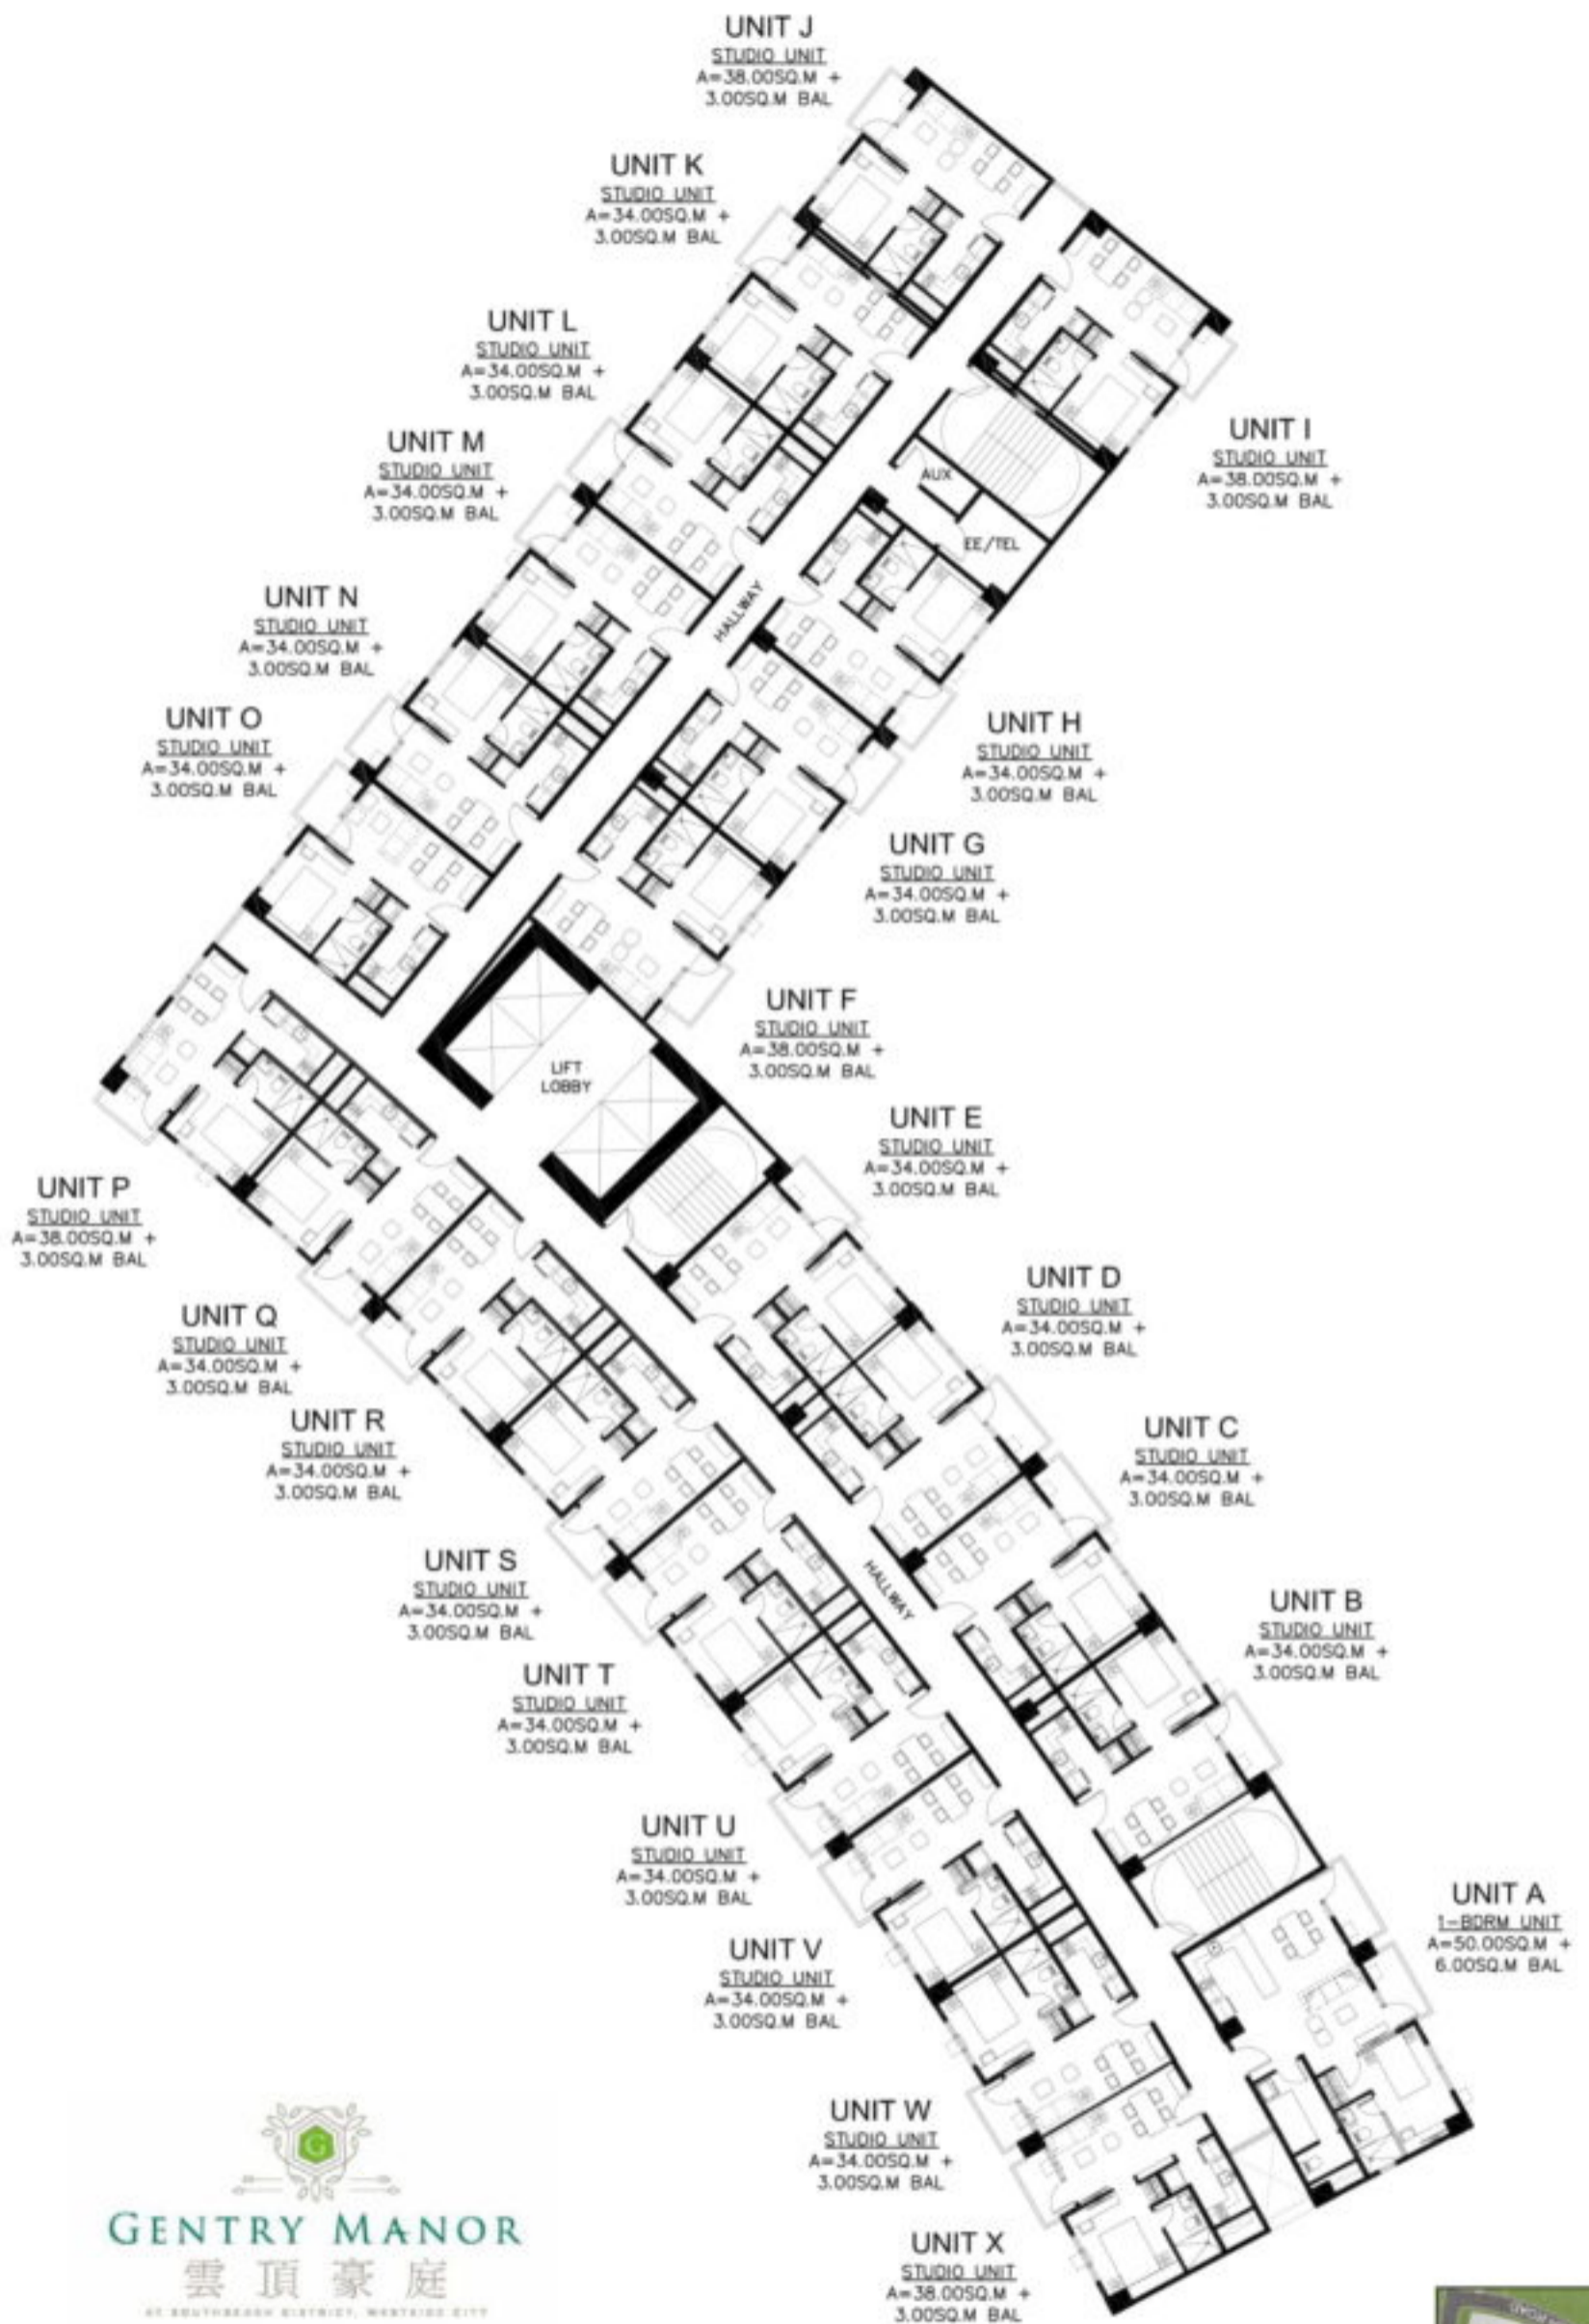 UNIT J
STUDIO UNIT
A=38.00SQ.M +
3.00SQ.M BAL
UNIT K
STUDIO UNIT
A=34.00SQ.M +
3.00SQ.M BAL
UNIT L
STUDIO UNIT
A=34.00SQ.M +
3.00SQ.M BAL
UNIT M
STUDIO UNIT
A=34.00SQ.M +
3.00SQ.M BAL
UNIT N
STUDIO UNIT
A=34.00SQ.M +
3.00SQ.M BAL
UNIT O
STUDIO UNIT
A=34.00SQ.M +
3.00SQ.M BAL
UNIT I
STUDIO UNIT
A=38.00SQ.M +
3.00SQ.M BAL
AUX
EE/TEL
HALLWAY
UNIT H
STUDIO UNIT
A=34.00SQ.M +
3.00SQ.M BAL
UNIT G
STUDIO UNIT
A=34.00SQ.M +
3.00SQ.M BAL
UNIT F
STUDIO UNIT
A=38.00SQ.M +
3.00SQ.M BAL
LIFT
LOBBY
UNIT E
STUDIO UNIT
A=34.00SQ.M +
3.00SQ.M BAL
UNIT P
STUDIO UNIT
A=38.00SQ.M +
3.00SQ.M BAL
UNIT D
STUDIO UNIT
A=34.00SQ.M +
3.00SQ.M BAL
UNIT Q
STUDIO UNIT
A=34.00SQ.M +
3.00SQ.M BAL
UNIT R
STUDIO UNIT
A=34.00SQ.M +
3.00SQ.M BAL
UNIT C
STUDIO UNIT
A=34.00SQ.M +
3.00SQ.M BAL
UNIT S
STUDIO UNIT
A=34.00SQ.M +
3.00SQ.M BAL
HALLWAY
UNIT B
STUDIO UNIT
A=34.00SQ.M +
3.00SQ.M BAL
UNIT T
STUDIO UNIT
A=34.00SQ.M +
3.00SQ.M BAL
UNIT U
STUDIO UNIT
A=34.00SQ.M +
3.00SQ.M BAL
UNIT A
1-BDRM UNIT
A=50.00SQ.M +
6.00SQ.M BAL
UNIT V
STUDIO UNIT
A=34.00SQ.M +
3.00SQ.M BAL
UNIT W
STUDIO UNIT
A=34.00SQ.M +
3.00SQ.M BAL
UNIT X
STUDIO UNIT
A=38.00SQ.M +
3.00SQ.M BAL
G
GENTRY MANOR
雲頂豪庭
AT SOUTHBEACH DISTRICT, WESTSIDE CITY